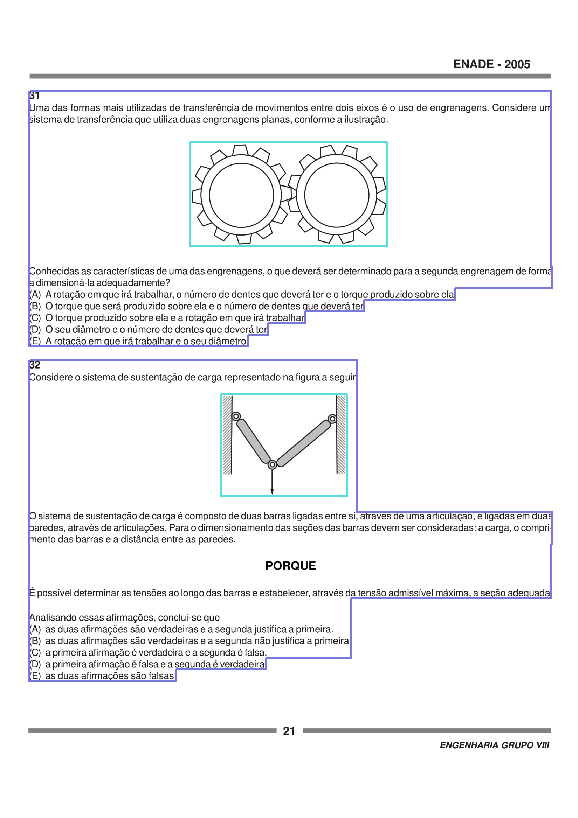 ENADE - 2005
31
Uma das formas mais utilizadas de transferência de movimentos entre dois eixos é o uso de engrenagens. Considere um
sistema de transferência que utiliza duas engrenagens planas, conforme a ilustração.
Conhecidas as características de uma das engrenagens, o que deverá ser determinado para a segunda engrenagem de forma
a dimensioná-la adequadamente?
(A) A rotação em que irá trabalhar, o número de dentes que deverá ter e o torque produzido sobre ela.
(B) O torque que será produzido sobre ela e o número de dentes que deverá ter.
(C) O torque produzido sobre ela e a rotação em que irá trabalhar.
(D) O seu diâmetro e o número de dentes que deverá ter.
(E) A rotação em que irá trabalhar e o seu diâmetro.
32
Considere o sistema de sustentação de carga representado na figura a seguir.
O sistema de sustentação de carga é composto de duas barras ligadas entre si, através de uma articulação, e ligadas em duas
paredes, através de articulações. Para o dimensionamento das seções das barras devem ser consideradas: a carga, o compri-
mento das barras e a distância entre as paredes.
PORQUE
É possível determinar as tensões ao longo das barras e estabelecer, através da tensão admissível máxima, a seção adequada.
Analisando essas afirmações, conclui-se que
(A) as duas afirmações são verdadeiras e a segunda justifica a primeira.
(B) as duas afirmações são verdadeiras e a segunda não justifica a primeira.
(C) a primeira afirmação é verdadeira e a segunda é falsa.
(D) a primeira afirmação é falsa e a segunda é verdadeira.
(E) as duas afirmações são falsas.
21
ENGENHARIA GRUPO VIII